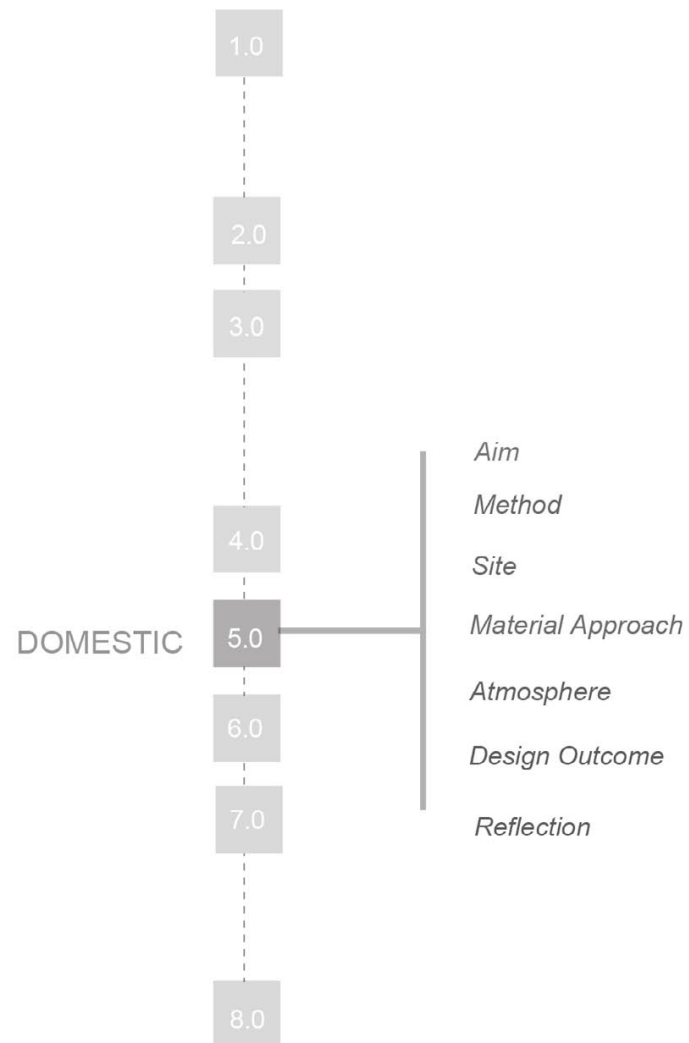 1.0
2.0
3.0
Aim
Method
4.0
Site
DOMESTIC 5.0
Material Approach
Atmosphere
6.0
Design Outcome
7.0
Reflection
8.0